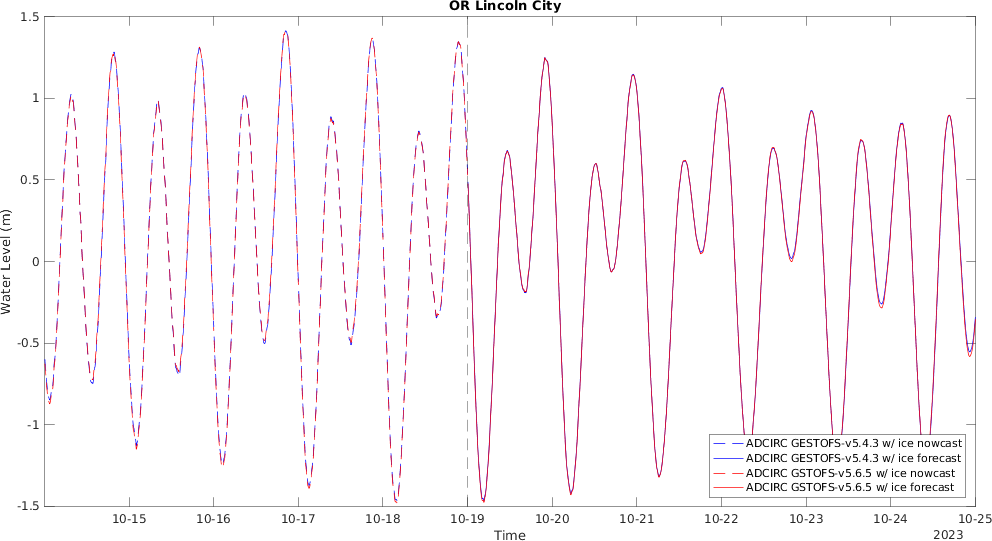 OR Lincoln City
1.5
1
0.5
0
-0.5
-1
-1.5
Water Level (m)
ADCIRC GESTOFS-v5.4.3 w/ ice nowcast
ADCIRC GESTOFS-v5.4.3 w/ ice forecast
ADCIRC GSTOFS-v5.6.5 w/ ice nowcast
ADCIRC GSTOFS-v5.6.5 w/ ice forecast
10-15 10-16 10-17 10-18 10-19 10-20 10-21 10-22 10-23 10-24 10-25
Time
2023